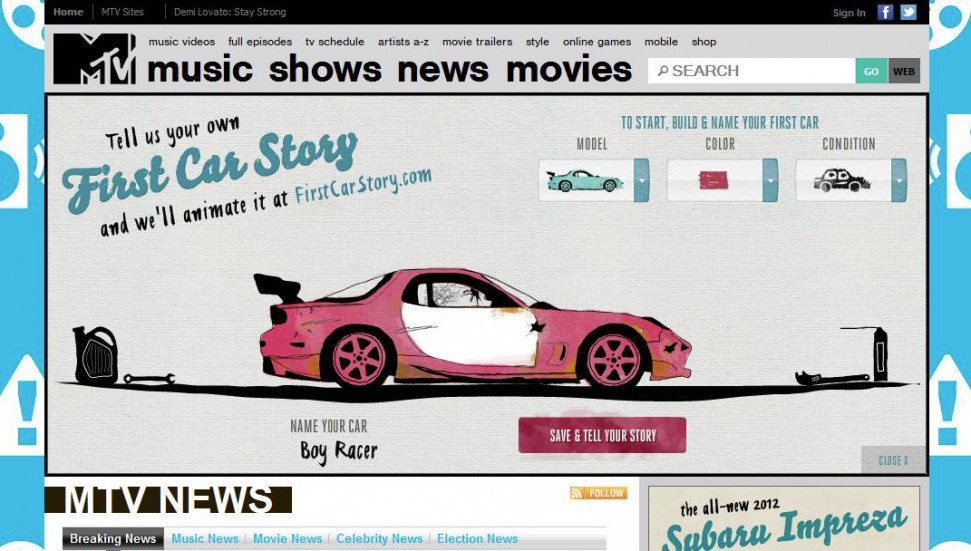 Home MTV Sites Demi Lovato: Stay Strong Sign In
MTV
music videos full episodes tv schedule artists a-z movie trailers style online games mobile shop
music shows news movies
SEARCH GO WEB
Tell us your own
First Car Story
and we'll animate it at FirstCarStory.com
TO START, BUILD & NAME YOUR FIRST CAR
MODEL COLOR CONDITION
NAME YOUR CAR
Boy Racer
SAVE & TELL YOUR STORY
CLOSE X
MTV NEWS
FOLLOW
Breaking News Music News Movie News Celebrity News Election News
the all-new 2012
Subaru Impreza